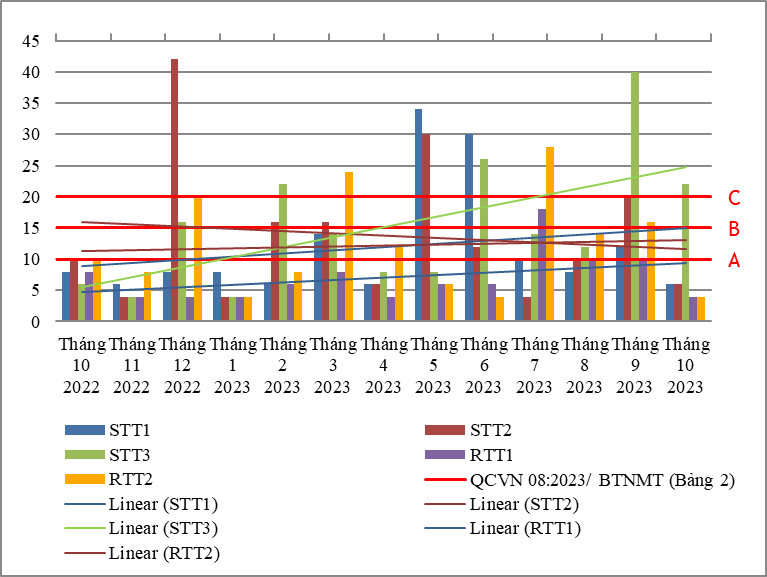 45
40
35
30
25
20
15
10
5
0
C
B
A
Tháng 10 2022
Tháng 11 2022
Tháng 12 2022
Tháng 1 2023
Tháng 2 2023
Tháng 3 2023
Tháng 4 2023
Tháng 5 2023
Tháng 6 2023
Tháng 7 2023
Tháng 8 2023
Tháng 9 2023
Tháng 10 2023
STT1
STT2
STT3
RTT1
RTT2
QCVN 08:2023/ BTNMT (Bảng 2)
Linear (STT1)
Linear (STT2)
Linear (STT3)
Linear (RTT1)
Linear (RTT2)